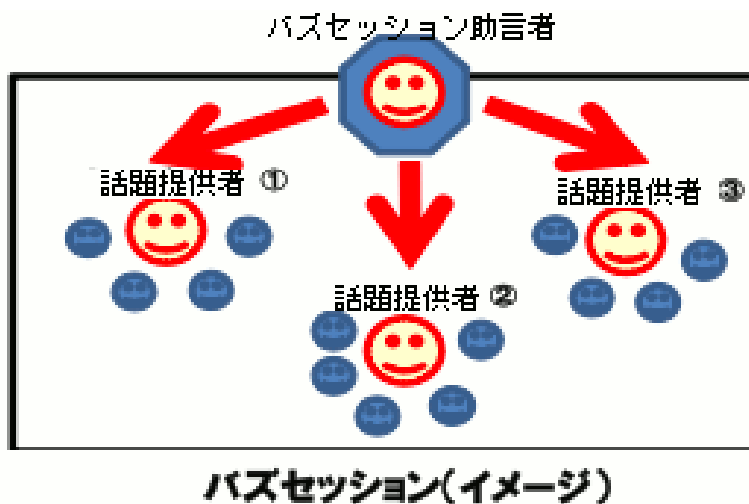 バズセッション助言者
話題提供者 ①
話題提供者 ③
話題提供者 ②
バズセッション(イメージ)